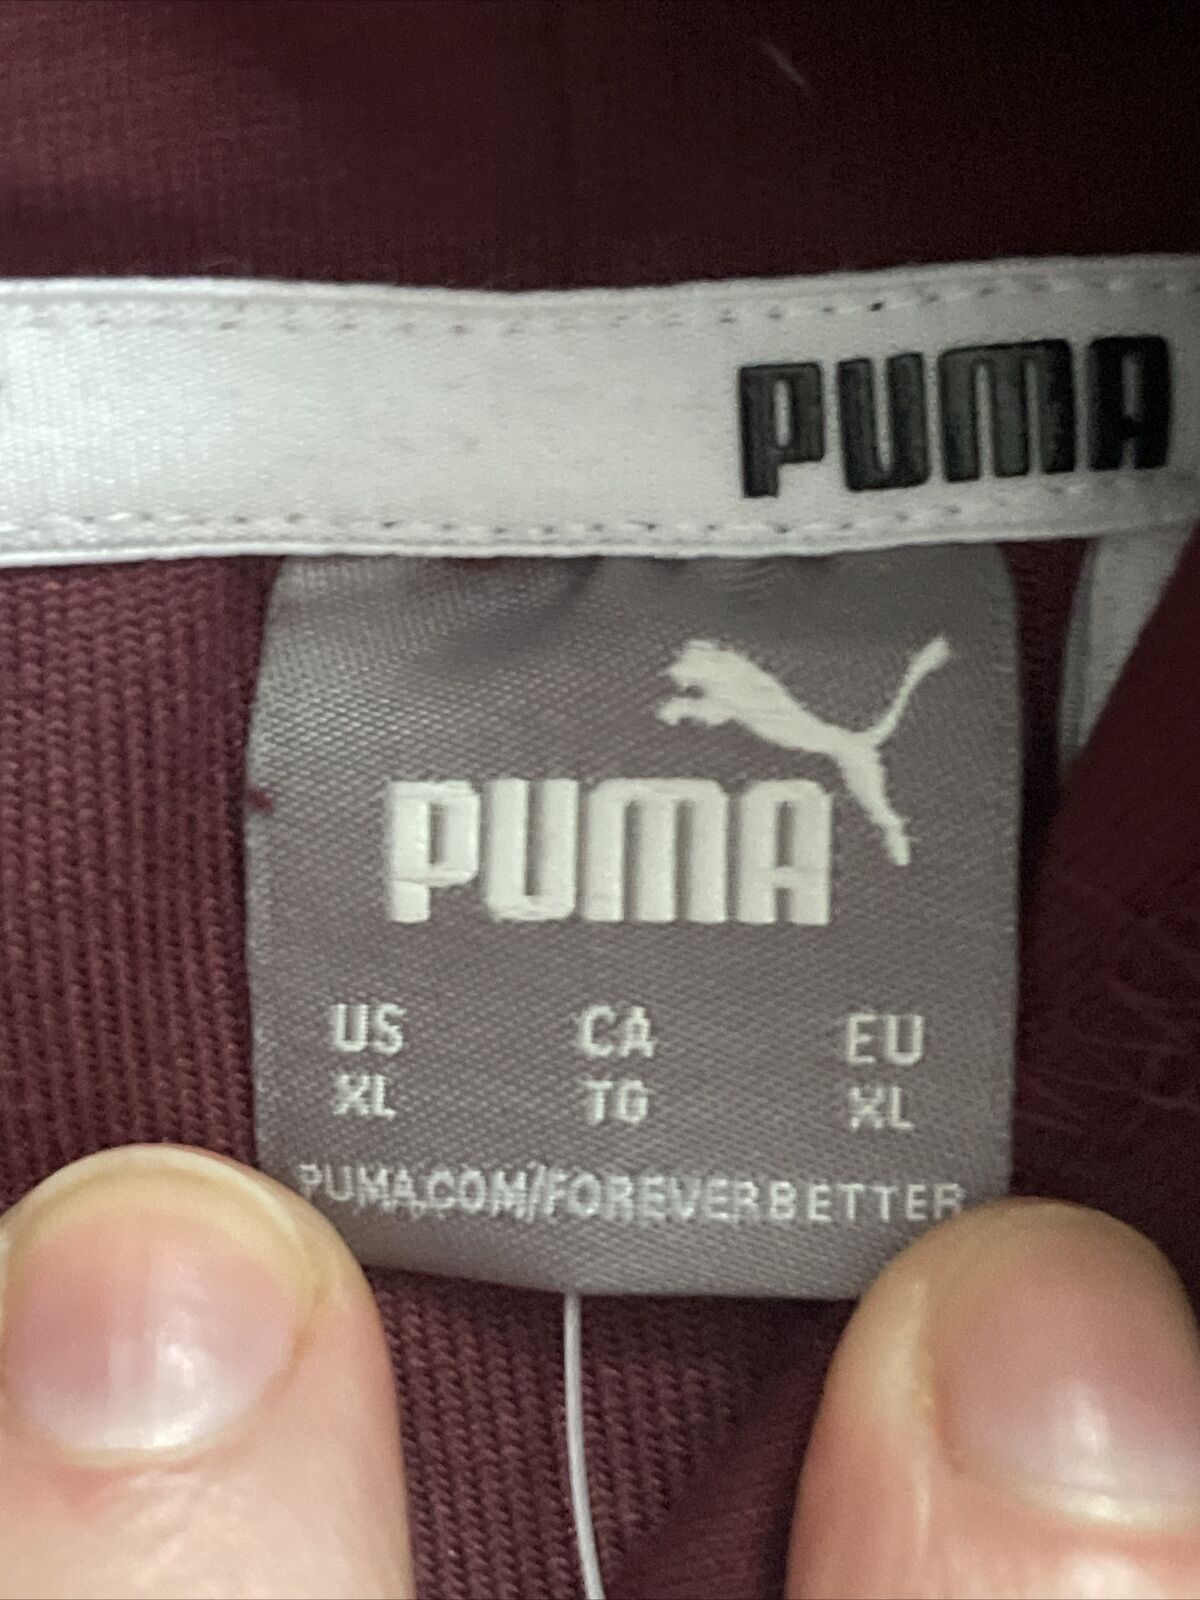 PUMA
PUMA
US CA EU
XL TG XL
PUMA.COM/FOREVERBETTER